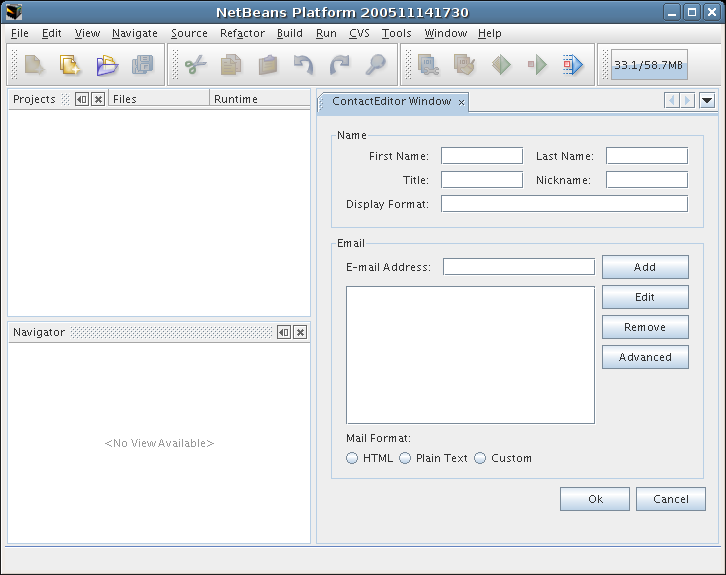 NetBeans Platform 200511141730
File Edit View Navigate Source Refactor Build Run CVS Tools Window Help
33.1/58.7MB
Projects Files Runtime
ContactEditor Window
Name
First Name: Last Name:
Title: Nickname:
Display Format:
Email
E-mail Address: Add
Edit
Remove
Advanced
Mail Format:
HTML Plain Text Custom
Ok Cancel
Navigator
<No View Available>